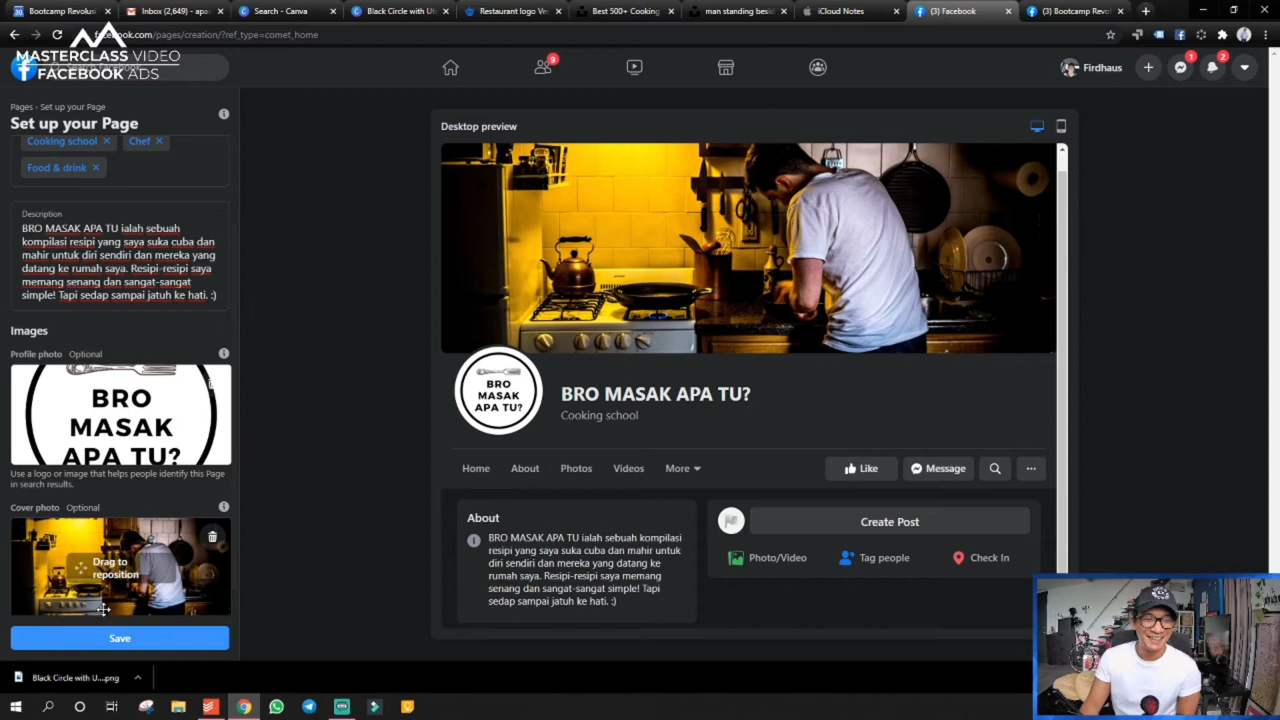 Bootcamp Revolus
Inbox (2,649) - apa
Search - Canva
Black Circle with Ut
Restaurant logo Vec
Best 500+ Cooking
man standing besid
iCloud Notes
(3) Facebook
(3) Bootcamp Revol
facebook.com/pages/creation/?ref_type=comet_home
MASTERCLASS VIDEO
FACEBOOK ADS
9
Firdhaus
1
2
Pages › Set up your Page
Set up your Page
Cooking school
Chef
Food & drink
Description
BRO MASAK APA TU ialah sebuah
kompilasi resipi yang saya suka cuba dan
mahir untuk diri sendiri dan mereka yang
datang ke rumah saya. Resipi-resipi saya
memang senang dan sangat-sangat
simple! Tapi sedap sampai jatuh ke hati. :)
Images
Profile photo Optional
BRO
MASAK
APA TU?
Use a logo or image that helps people identify this Page
in search results.
Cover photo Optional
Drag to
reposition
Save
Desktop preview
BRO
MASAK
APA TU?
BRO MASAK APA TU?
Cooking school
Home
About
Photos
Videos
More
Like
Message
About
BRO MASAK APA TU ialah sebuah kompilasi
resipi yang saya suka cuba dan mahir untuk
diri sendiri dan mereka yang datang ke
rumah saya. Resipi-resipi saya memang
senang dan sangat-sangat simple! Tapi
sedap sampai jatuh ke hati. :)
Create Post
Photo/Video
Tag people
Check In
Black Circle with U....png